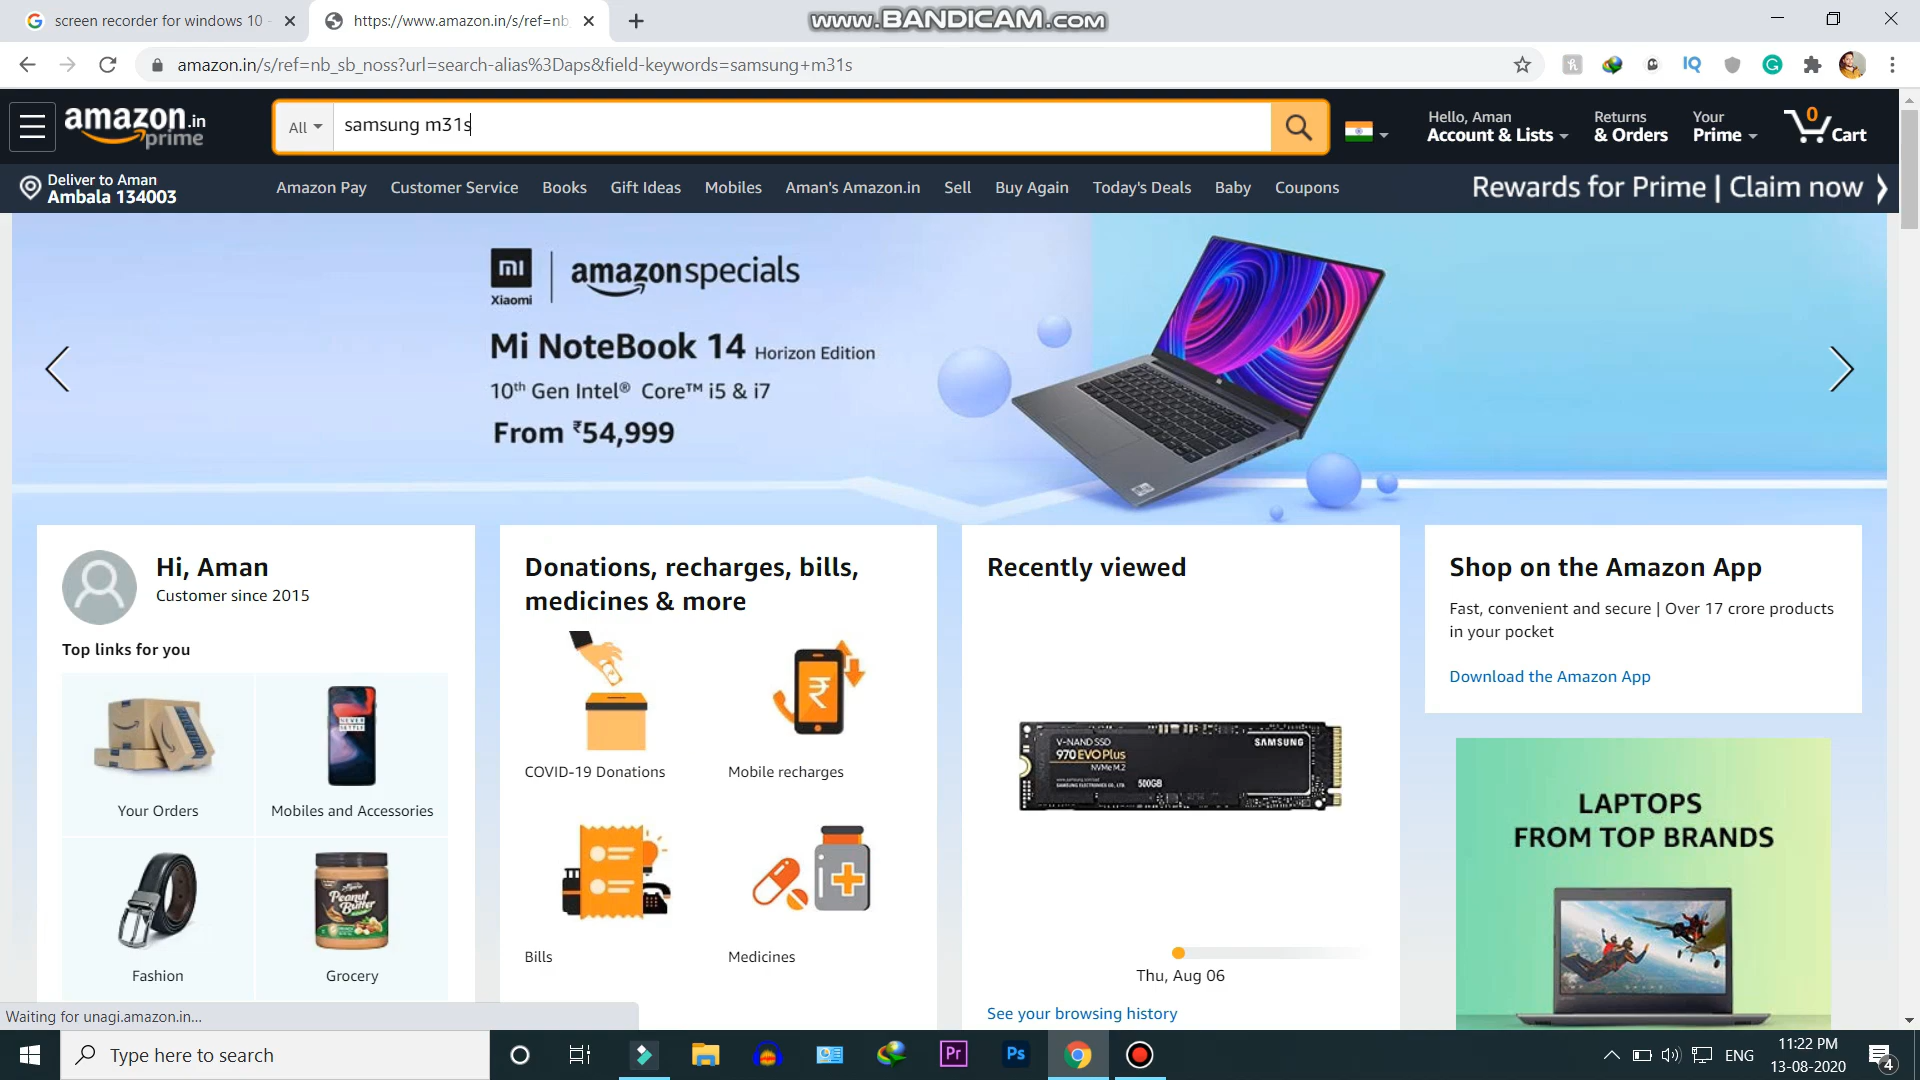 screen recorder for windows 10 -
https://www.amazon.in/s/ref=nb
www.BANDICAM.com
amazon.in/s/ref=nb_sb_noss?url=search-alias%3Daps&field-keywords=samsung+m31s
amazon.in
prime
All
samsung m31s
Hello, Aman
Account & Lists
Returns
& Orders
Your
Prime
0
Cart
Deliver to Aman
Ambala 134003
Amazon Pay
Customer Service
Books
Gift Ideas
Mobiles
Aman's Amazon.in
Sell
Buy Again
Today's Deals
Baby
Coupons
Rewards for Prime | Claim now
mi
Xiaomi
amazonspecials
Mi NoteBook 14 Horizon Edition
10th Gen Intel® Core™ i5 & i7
From ₹54,999
Hi, Aman
Customer since 2015
Top links for you
NEVER
SETTLE
Your Orders
Mobiles and Accessories
Peanut
Butter
Fashion
Grocery
Donations, recharges, bills,
medicines & more
COVID-19 Donations
Mobile recharges
Bills
Medicines
Recently viewed
V-NAND SSD
970 EVO Plus
NVMe M.2
SAMSUNG
500GB
Thu, Aug 06
See your browsing history
Shop on the Amazon App
Fast, convenient and secure | Over 17 crore products
in your pocket
Download the Amazon App
LAPTOPS
FROM TOP BRANDS
Waiting for unagi.amazon.in...
Type here to search
Pr
Ps
ENG
11:22 PM
13-08-2020
4